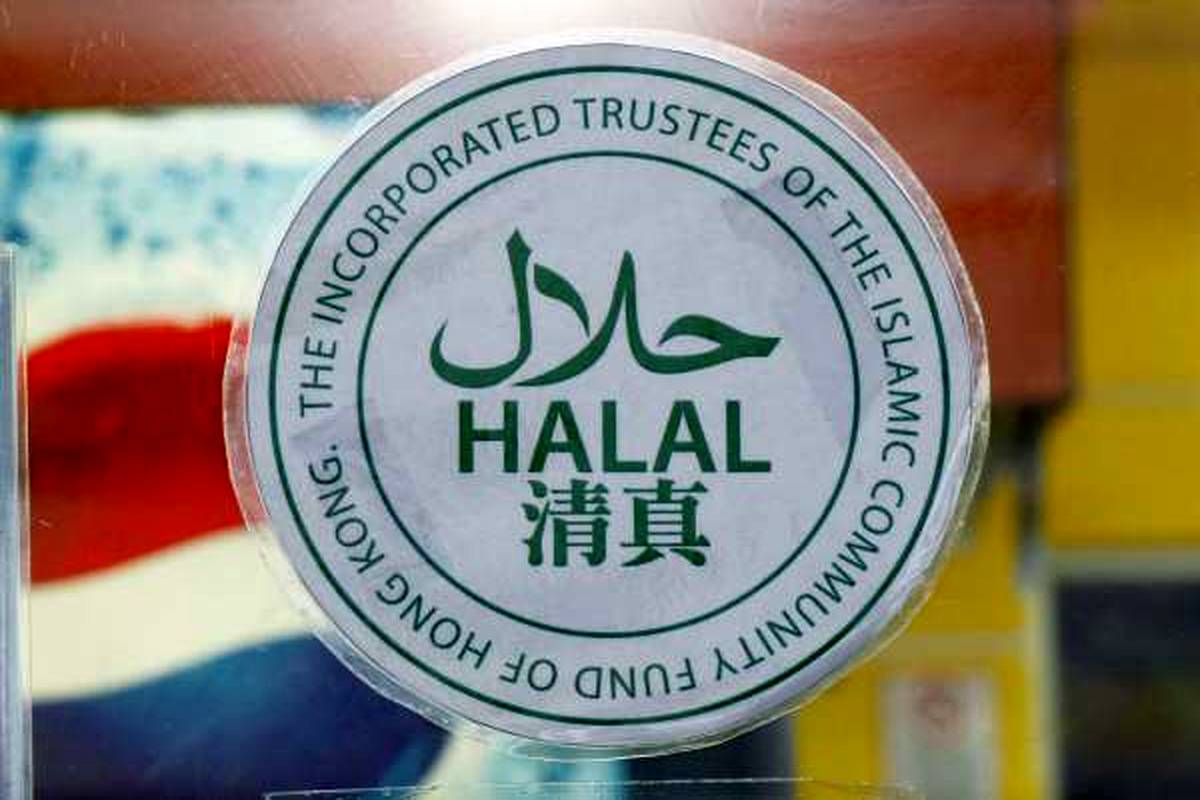 THE INCORPORATED TRUSTEES OF THE ISLAMIC COMMUNITY FUND OF HONG KONG.
حلال
HALAL
清真